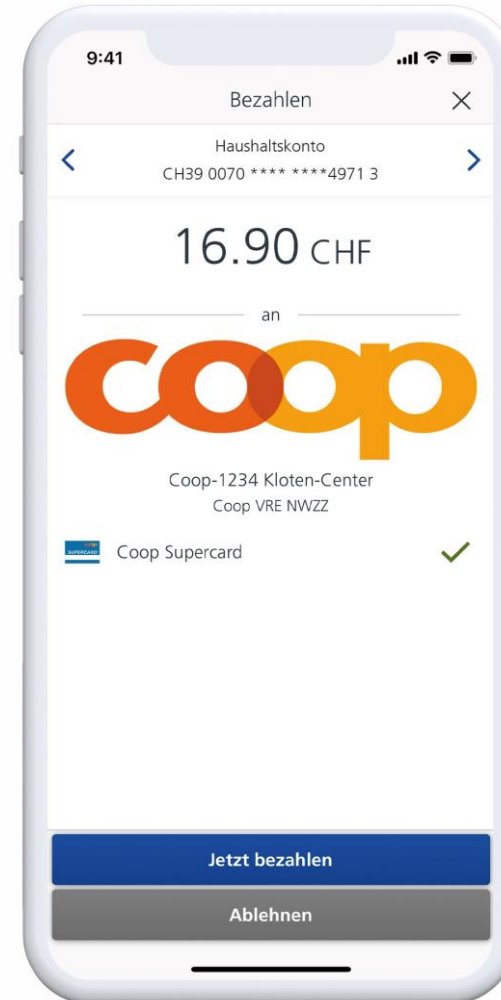 9:41
Bezahlen
Haushaltskonto
CH39 0070 **** ****4971 3
16.90 CHF
an
coop
Coop-1234 Kloten-Center
Coop VRE NWZZ
SUPERCARD
Coop Supercard
Jetzt bezahlen
Ablehnen